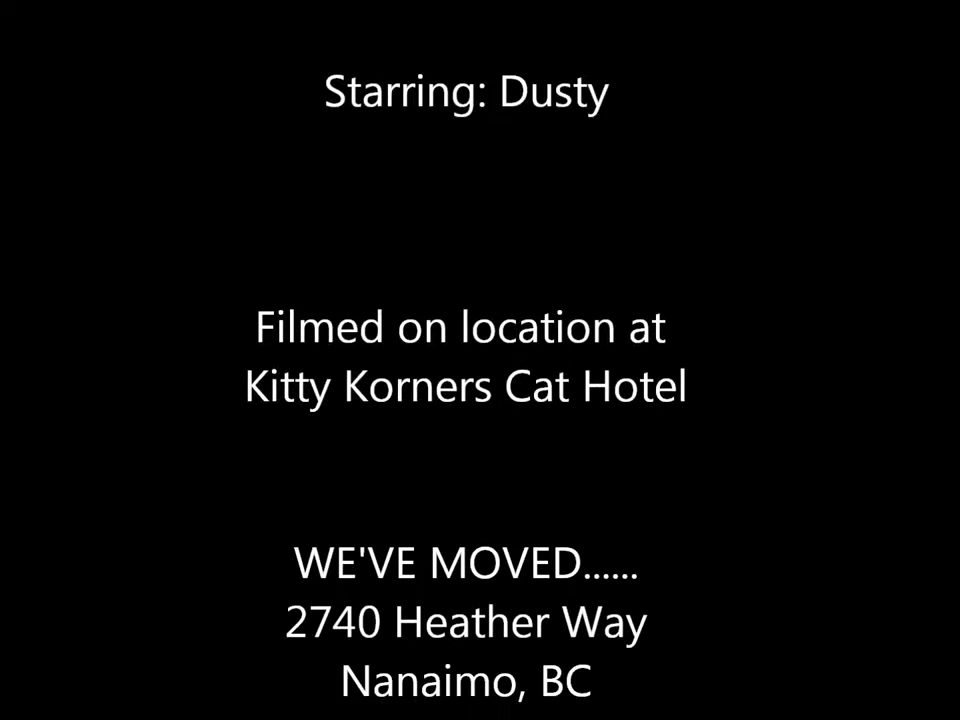 Starring: Dusty
Filmed on location at
Kitty Korners Cat Hotel
WE'VE MOVED......
2740 Heather Way
Nanaimo, BC